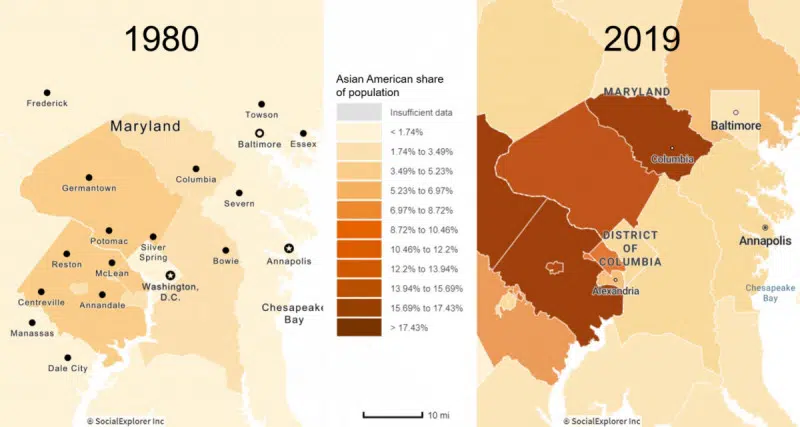 1980
Frederick
Maryland
Towson
Baltimore
Essex
Germantown
Columbia
Severn
Potomac
Silver
Spring
Reston
McLean
Bowie
Annapolis
Washington,
D.C.
Centreville
Annandale
Chesapeake
Bay
Manassas
Dale City
© SocialExplorer Inc
Asian American share
of population
Insufficient data
< 1.74%
1.74% to 3.49%
3.49% to 5.23%
5.23% to 6.97%
6.97% to 8.72%
8.72% to 10.46%
10.46% to 12.2%
12.2% to 13.94%
13.94% to 15.69%
15.69% to 17.43%
> 17.43%
10 mi
2019
MARYLAND
Baltimore
Columbia
DISTRICT
OF
COLUMBIA
Annapolis
Alexandria
Chesapeake
Bay
© SocialExplorer Inc